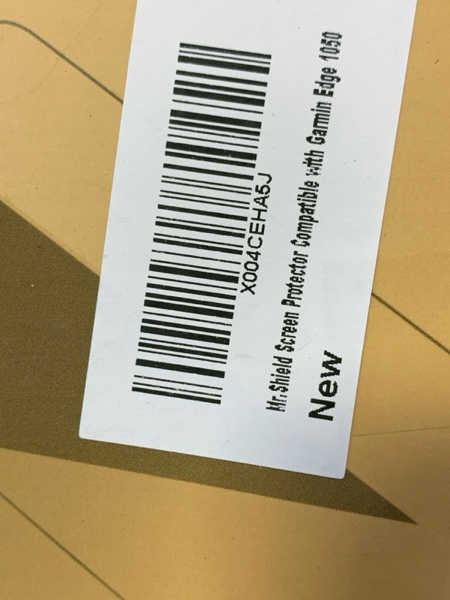 X004CEHA5J
Mr.Shield Screen Protector Compatible with Garmin Edge 1050
New